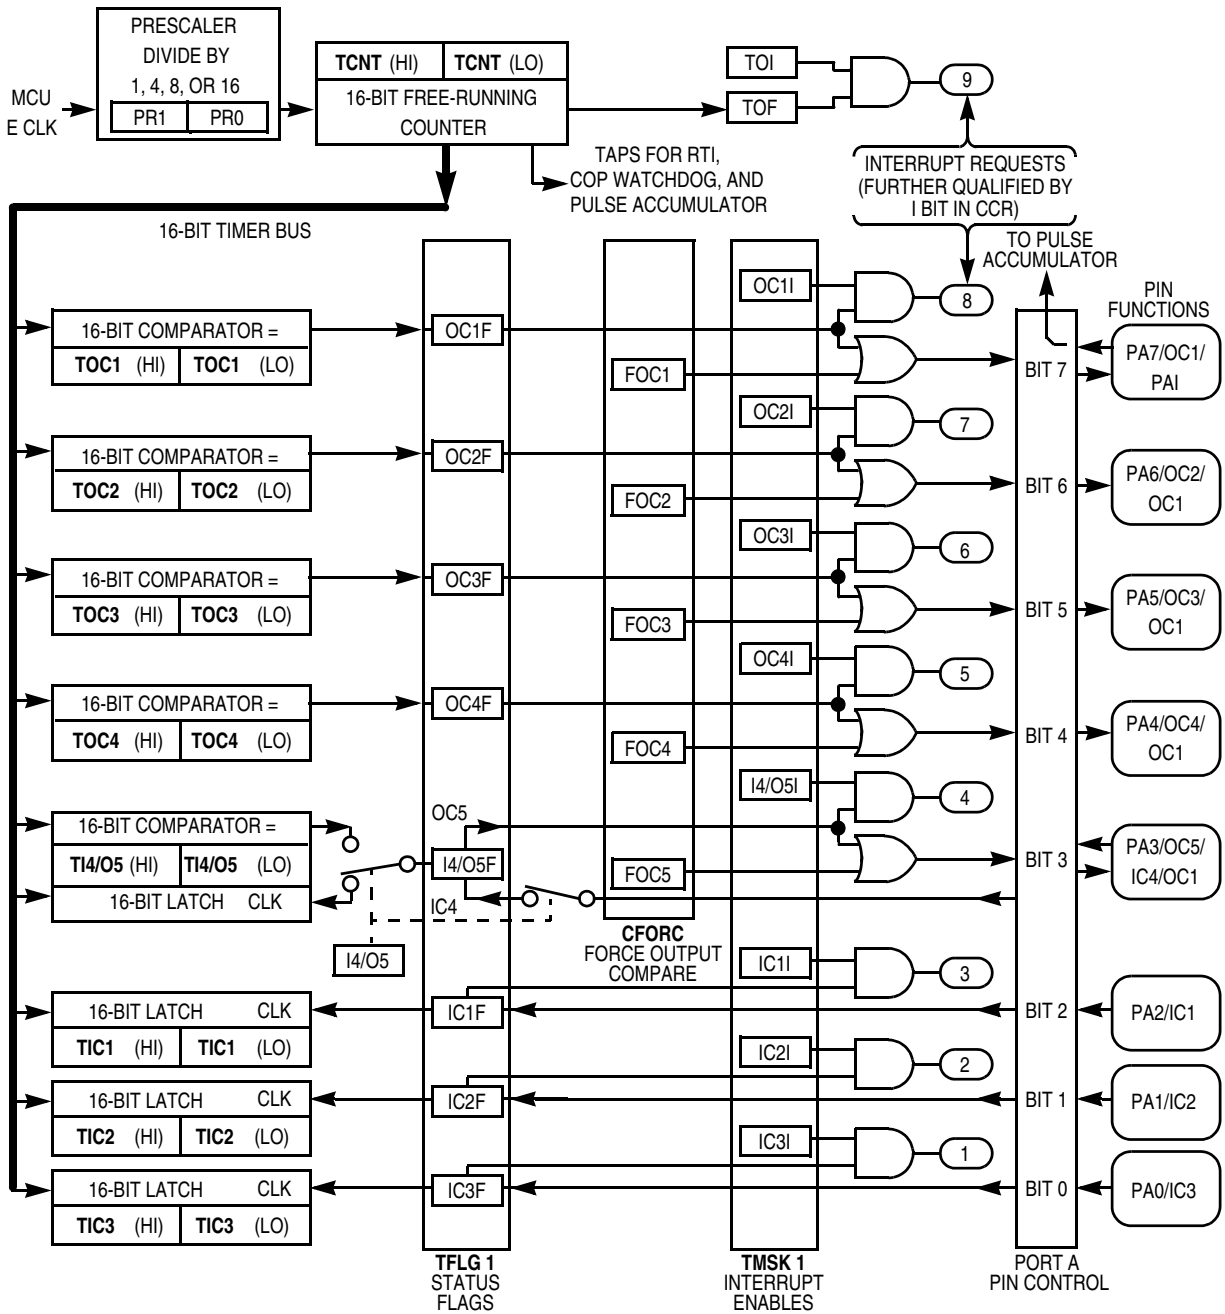 PRESCALER
DIVIDE BY
1, 4, 8, OR 16
PR1 PR0
MCU
E CLK
TCNT (HI) TCNT (LO)
16-BIT FREE-RUNNING
COUNTER
TOI
TOF
9
TAPS FOR RTI,
COP WATCHDOG, AND
PULSE ACCUMULATOR
INTERRUPT REQUESTS
(FURTHER QUALIFIED BY
I BIT IN CCR)
16-BIT TIMER BUS
TO PULSE
ACCUMULATOR
PIN
FUNCTIONS
OC1I
8
16-BIT COMPARATOR =
TOC1 (HI) TOC1 (LO)
OC1F
FOC1
BIT 7
PA7/OC1/
PAI
OC2I
7
16-BIT COMPARATOR =
TOC2 (HI) TOC2 (LO)
OC2F
FOC2
BIT 6
PA6/OC2/
OC1
OC3I
6
16-BIT COMPARATOR =
TOC3 (HI) TOC3 (LO)
OC3F
FOC3
BIT 5
PA5/OC3/
OC1
OC4I
5
16-BIT COMPARATOR =
TOC4 (HI) TOC4 (LO)
OC4F
FOC4
BIT 4
PA4/OC4/
OC1
I4/O5I
4
OC5
16-BIT COMPARATOR =
TI4/O5 (HI) TI4/O5 (LO)
16-BIT LATCH CLK
I4/O5F
IC4
I4/O5
FOC5
BIT 3
PA3/OC5/
IC4/OC1
CFORC
FORCE OUTPUT
COMPARE
IC1I
3
16-BIT LATCH CLK
TIC1 (HI) TIC1 (LO)
IC1F
BIT 2
PA2/IC1
IC2I
2
16-BIT LATCH CLK
TIC2 (HI) TIC2 (LO)
IC2F
BIT 1
PA1/IC2
IC3I
1
16-BIT LATCH CLK
TIC3 (HI) TIC3 (LO)
IC3F
BIT 0
PA0/IC3
TFLG 1
STATUS
FLAGS
TMSK 1
INTERRUPT
ENABLES
PORT A
PIN CONTROL